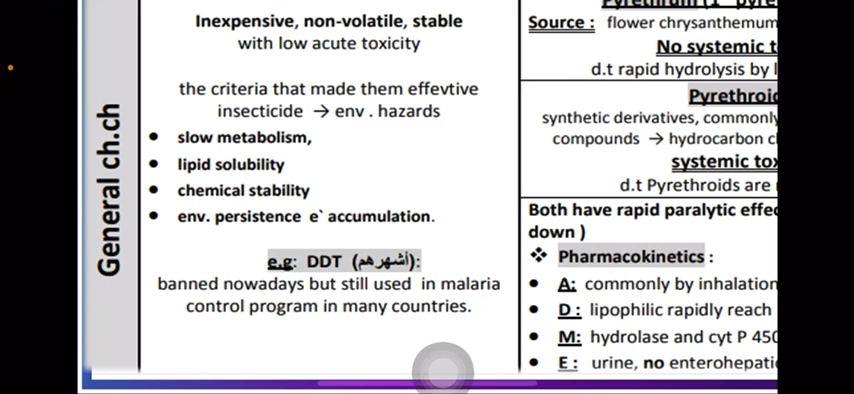 General ch.ch
Inexpensive, non-volatile, stable
with low acute toxicity
the criteria that made them effevtive
insecticide → env . hazards
• slow metabolism,
• lipid solubility
• chemical stability
• env. persistence e` accumulation.
e.g: DDT (أشهرهم):
banned nowadays but still used in malaria
control program in many countries.
Source : flower chrysanthemum
No systemic
d.t rapid hydrolysis by
synthetic derivatives, commonly
compounds → hydrocarbon
systemic
d.t Pyrethroids are
Both have rapid paralytic
down )
❖ Pharmacokinetics :
• A: commonly by inhalation
• D : lipophilic rapidly reach
• M: hydrolase and cyt P 450
• E : urine, no